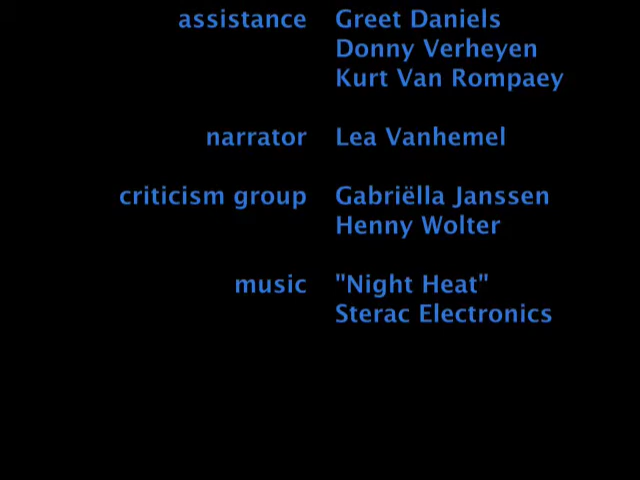 assistance Greet Daniels
Donny Verheyen
Kurt Van Rompaey
narrator Lea Vanhemel
criticism group Gabriëlla Janssen
Henny Wolter
music "Night Heat"
Sterac Electronics